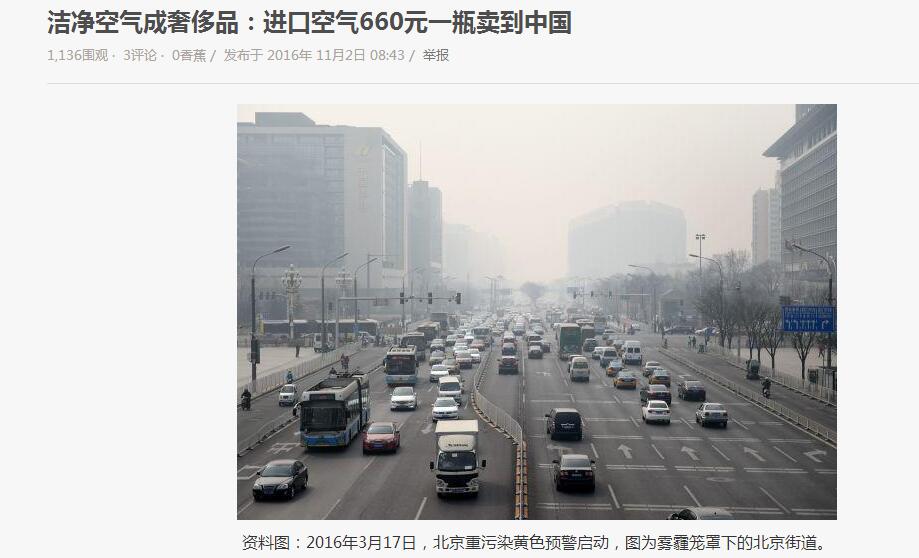 洁净空气成奢侈品：进口空气660元一瓶卖到中国
1,136围观 · 3评论 · 0香蕉 / 发布于 2016年 11月2日 08:43 / 举报
资料图：2016年3月17日，北京重污染黄色预警启动，图为雾霾笼罩下的北京街道。